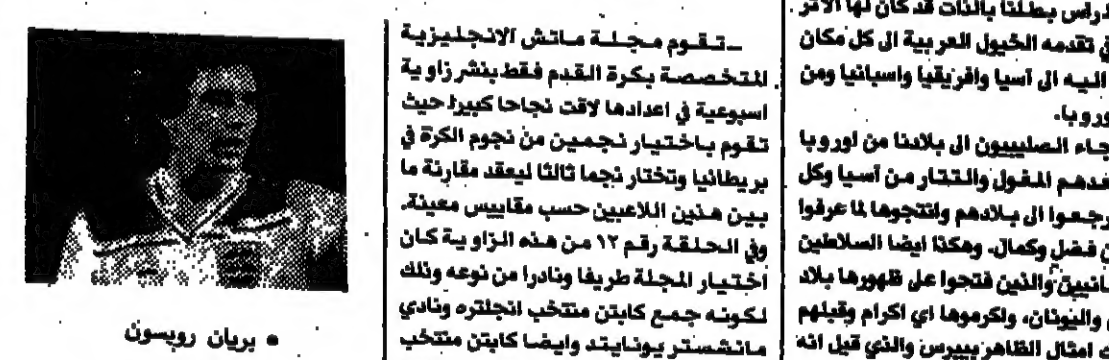 دراس بطلنا بالذات قد كان لها الاثر
في تقدمه الخيول العربية الى كل مكان
اليه الى آسيا وافريقيا واسبانيا ومن
وروبا.
جاء الصليبيون الى بلادنا من اوروبا
المغول والتتار من آسيا وكل
رجعوا الى بلادهم وانتجوها لما عرفوا
ن فضل وكمال. وهكذا ايضا السلاطين
والذين فتحوا على ظهورها بلاد
واليونان، ولكرموها اي اكرام وقبلهم
امثال الظاهر بيبرس والذي قيل انه
ـ تقوم مجلة ماتش الانجليزية
المتخصصة بكرة القدم فقط بنشر زاوية
اسبوعية في اعدادها لاقت نجاحا كبيرا حيث
تقوم باختيار نجمين من نجوم الكرة في
بريطانيا وتختار نجما ثالثا ليعقد مقارنة ما
بين هذين اللاعبين حسب مقاييس معينة.
وفي الحلقة رقم ١٢ من هذه الزاوية كان
اختيار المجلة طريفا ونادرا من نوعه وذلك
لكونه جمع كابتن منتخب انجلتره ونادي
مانشستر يونايتد وايضا كابتن منتخب
• بريان روبسون